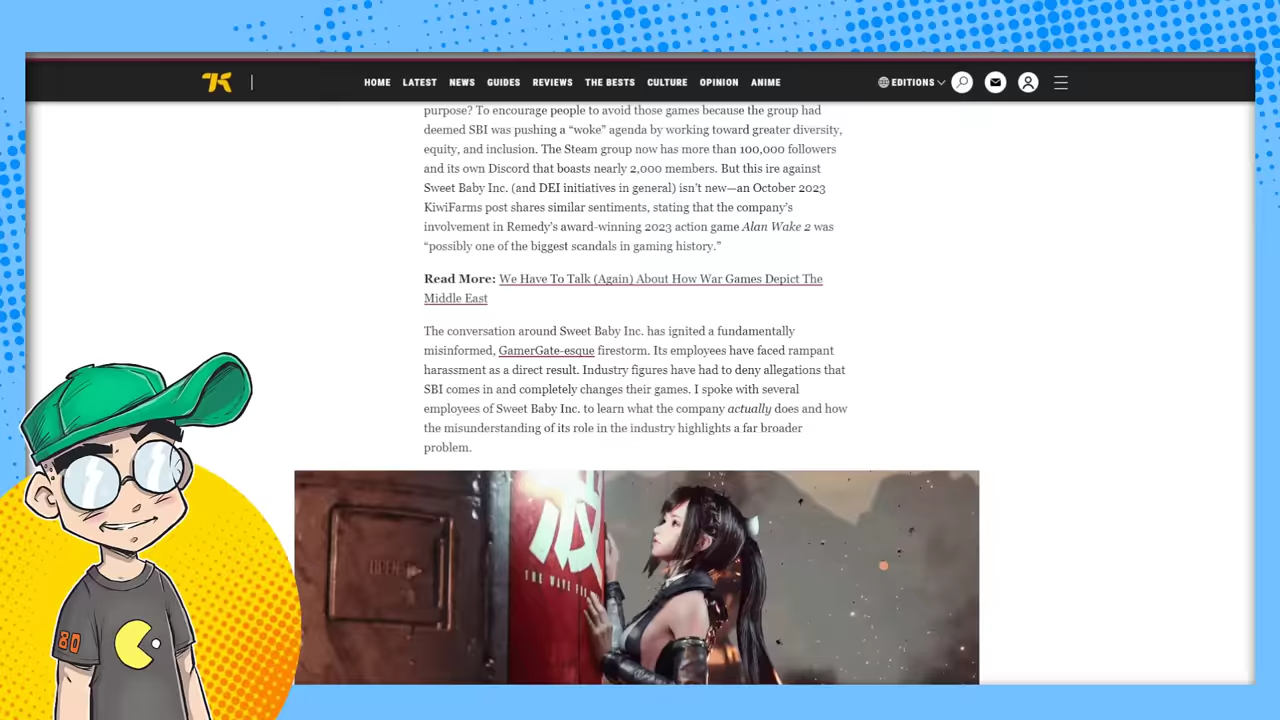 HOME LATEST NEWS GUIDES REVIEWS THE BESTS CULTURE OPINION ANIME EDITIONS
purpose? To encourage people to avoid those games because the group had
deemed SBI was pushing a “woke” agenda by working toward greater diversity,
equity, and inclusion. The Steam group now has more than 100,000 followers
and its own Discord that boasts nearly 2,000 members. But this ire against
Sweet Baby Inc. (and DEI initiatives in general) isn’t new—an October 2023
KiwiFarms post shares similar sentiments, stating that the company’s
involvement in Remedy’s award-winning 2023 action game Alan Wake 2 was
“possibly one of the biggest scandals in gaming history.”
Read More: We Have To Talk (Again) About How War Games Depict The
Middle East
The conversation around Sweet Baby Inc. has ignited a fundamentally
misinformed, GamerGate-esque firestorm. Its employees have faced rampant
harassment as a direct result. Industry figures have had to deny allegations that
SBI comes in and completely changes their games. I spoke with several
employees of Sweet Baby Inc. to learn what the company actually does and how
the misunderstanding of its role in the industry highlights a far broader
problem.
OPEN
THE WAVE
80